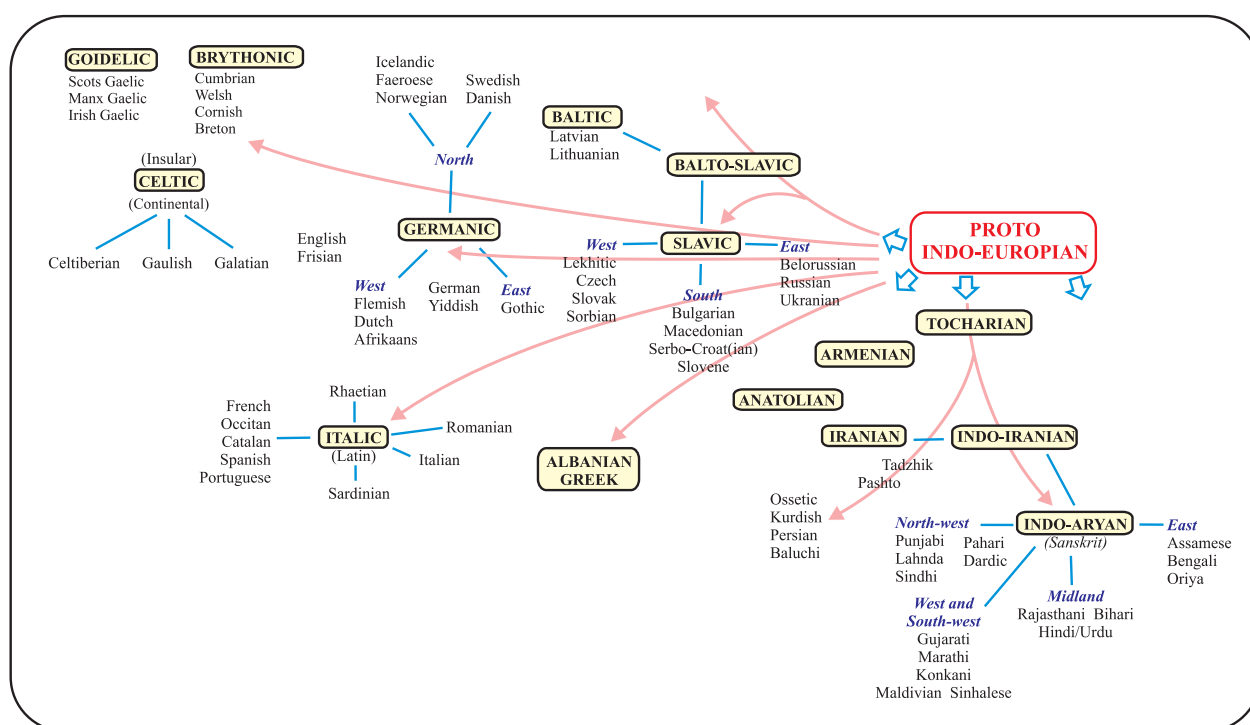 GOIDELIC
Scots Gaelic
Manx Gaelic
Irish Gaelic
BRYTHONIC
Cumbrian
Welsh
Cornish
Breton
(Insular)
CELTIC
(Continental)
Celtiberian
Gaulish
Galatian
Icelandic
Faeroese
Norwegian
Swedish
Danish
North
GERMANIC
English
Frisian
West
Flemish
Dutch
Afrikaans
German
Yiddish
East
Gothic
BALTIC
Latvian
Lithuanian
BALTO-SLAVIC
SLAVIC
West
Lekhitic
Czech
Slovak
Sorbian
South
Bulgarian
Macedonian
Serbo-Croat(ian)
Slovene
East
Belorussian
Russian
Ukranian
PROTO
INDO-EUROPIAN
TOCHARIAN
ARMENIAN
ANATOLIAN
Rhaetian
French
Occitan
Catalan
Spanish
Portuguese
ITALIC
(Latin)
Romanian
Italian
Sardinian
ALBANIAN
GREEK
IRANIAN
INDO-IRANIAN
Tadzhik
Pashto
Ossetic
Kurdish
Persian
Baluchi
INDO-ARYAN
(Sanskrit)
North-west
Punjabi
Lahnda
Sindhi
Pahari
Dardic
East
Assamese
Bengali
Oriya
West and
South-west
Gujarati
Marathi
Konkani
Maldivian Sinhalese
Midland
Rajasthani Bihari
Hindi/Urdu